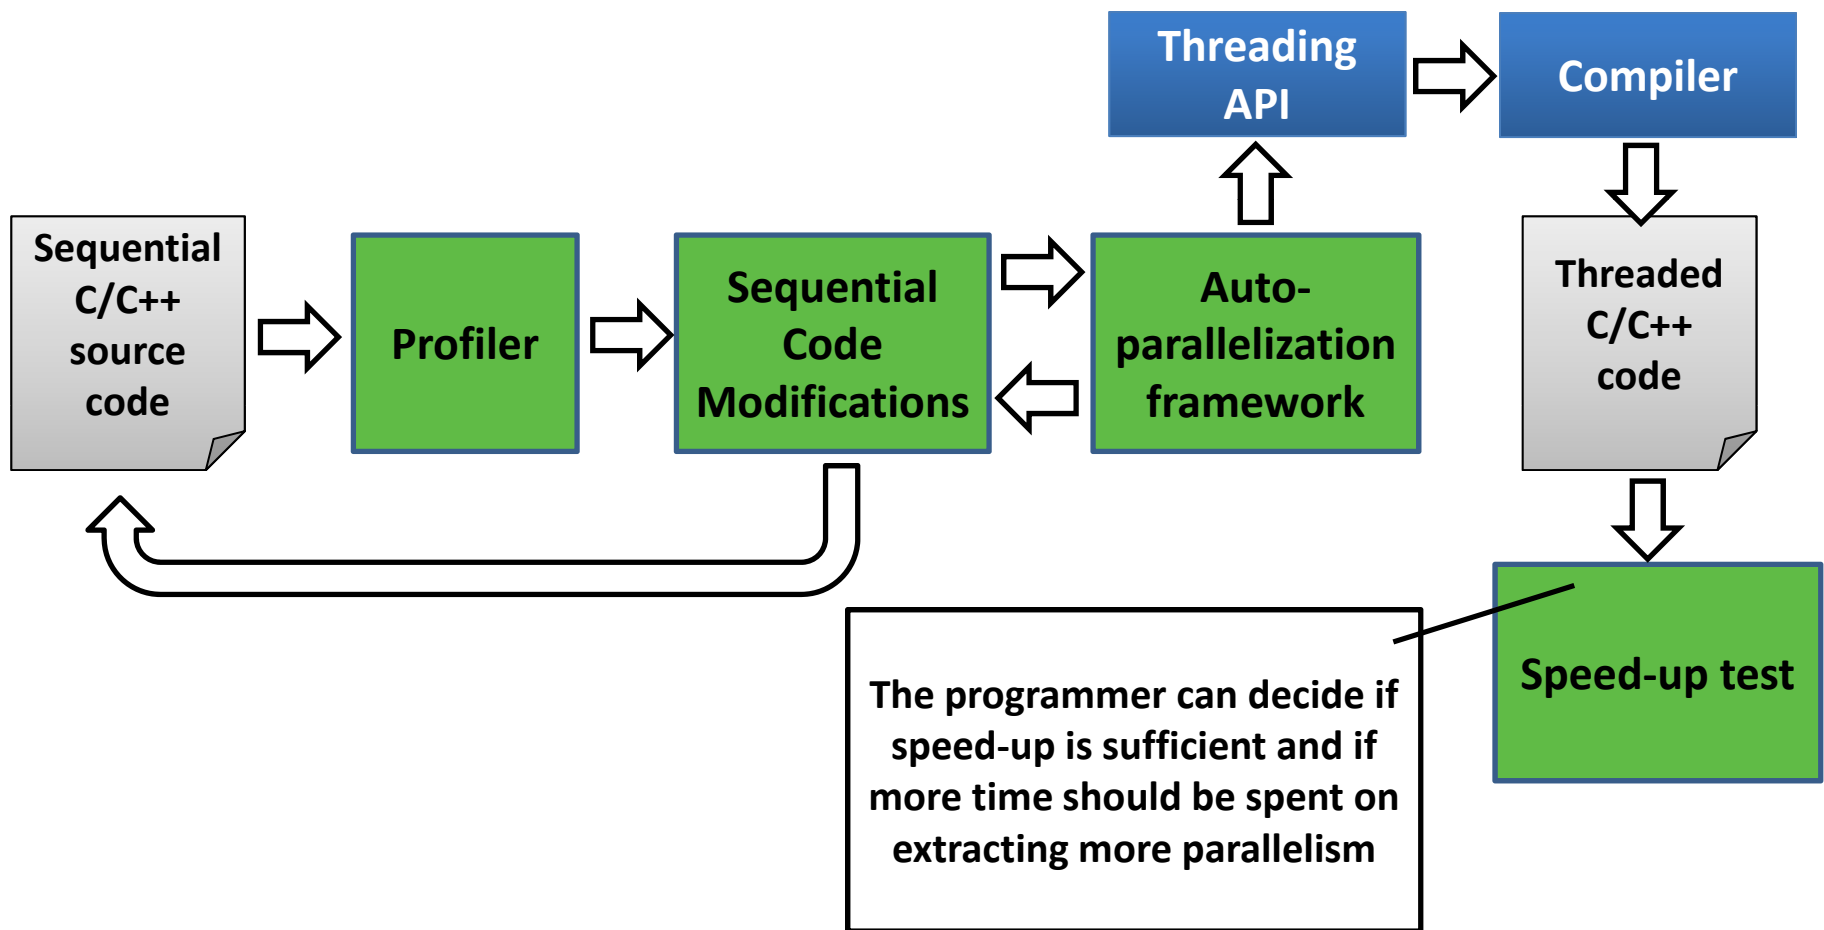 Threading
API
Compiler
Sequential
C/C++
source
code
Profiler
Sequential
Code
Modifications
Auto-
parallelization
framework
Threaded
C/C++
code
Speed-up test
The programmer can decide if
speed-up is sufficient and if
more time should be spent on
extracting more parallelism